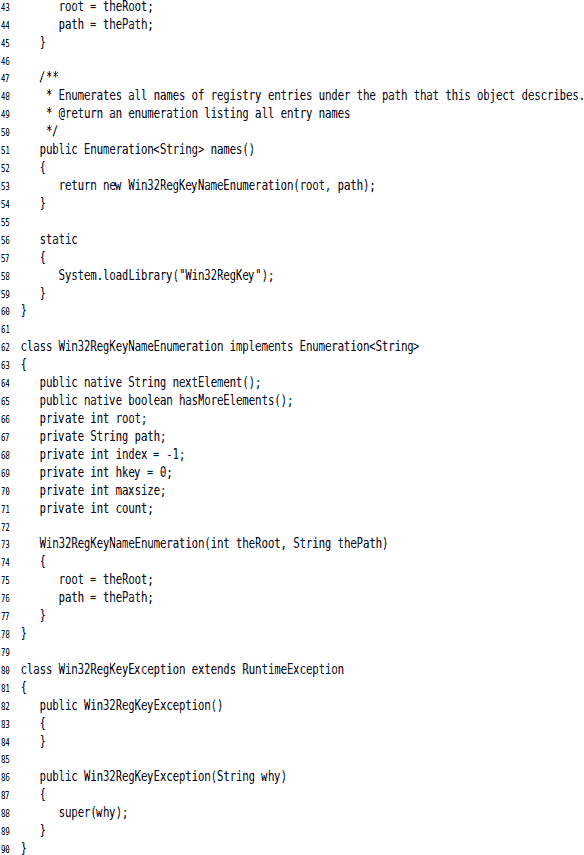 43 root = theRoot;
44 path = thePath;
45 }
46
47 /**
48 * Enumerates all names of registry entries under the path that this object describes.
49 * @return an enumeration listing all entry names
50 */
51 public Enumeration<String> names()
52 {
53 return new Win32RegKeyNameEnumeration(root, path);
54 }
55
56 static
57 {
58 System.loadLibrary("Win32RegKey");
59 }
60 }
61
62 class Win32RegKeyNameEnumeration implements Enumeration<String>
63 {
64 public native String nextElement();
65 public native boolean hasMoreElements();
66 private int root;
67 private String path;
68 private int index = -1;
69 private int hkey = 0;
70 private int maxsize;
71 private int count;
72
73 Win32RegKeyNameEnumeration(int theRoot, String thePath)
74 {
75 root = theRoot;
76 path = thePath;
77 }
78 }
79
80 class Win32RegKeyException extends RuntimeException
81 {
82 public Win32RegKeyException()
83 {
84 }
85
86 public Win32RegKeyException(String why)
87 {
88 super(why);
89 }
90 }